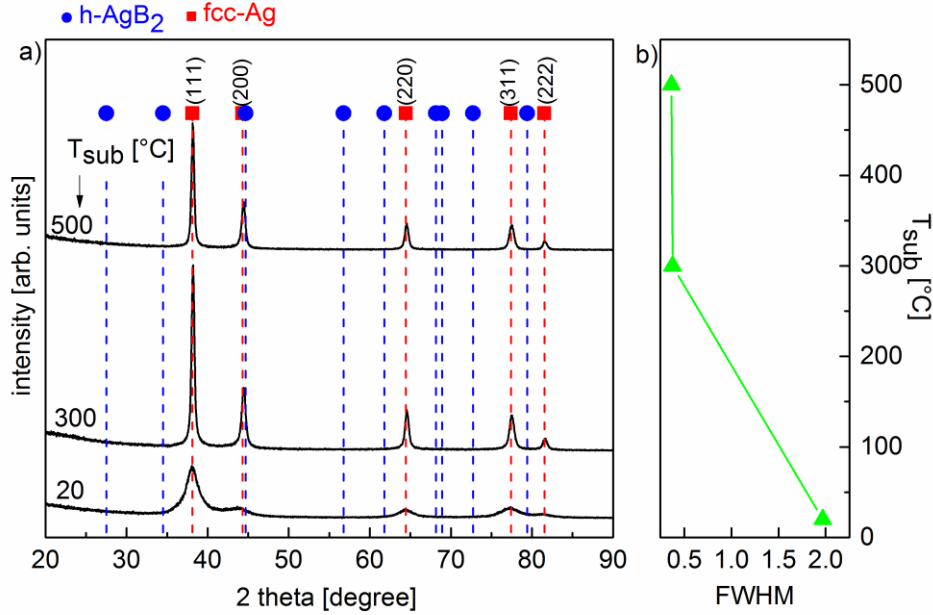 h-AgB2 fcc-Ag
a)
(111) (200) (220) (311) (222)
Tsub [°C]
500
300
20
intensity [arb. units]
20 30 40 50 60 70 80 90
2 theta [degree]
b)
500
400
300
200
100
0
Tsub [°C]
0.5 1.0 1.5 2.0
FWHM